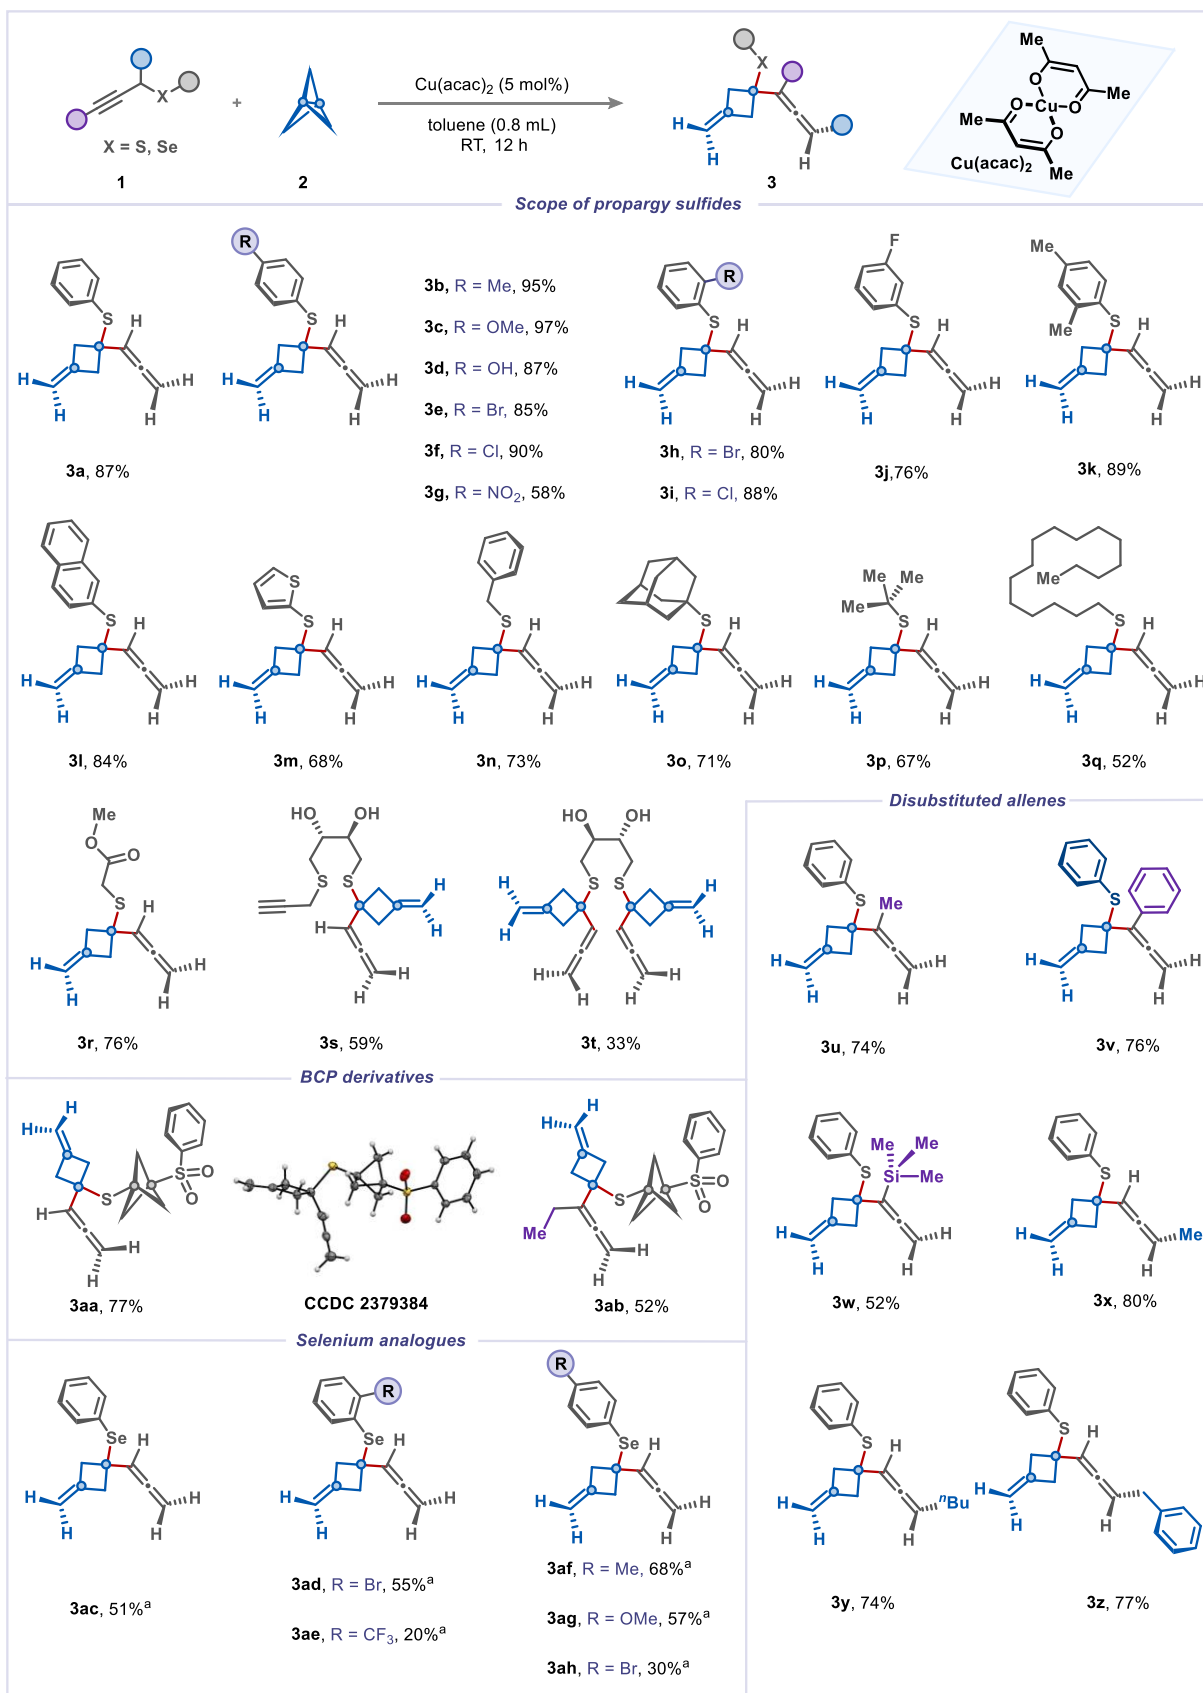 X
X = S, Se
1
+
2
Cu(acac)2 (5 mol%)
toluene (0.8 mL)
RT, 12 h
X
H
H
H
3
Me
O
Me
O
Cu
O
Me
O
Me
Cu(acac)2
Scope of propargy sulfides
S
H
H
H
H
H
3a, 87%
R
S
H
H
H
H
H
3b, R = Me, 95%
3c, R = OMe, 97%
3d, R = OH, 87%
3e, R = Br, 85%
3f, R = Cl, 90%
3g, R = NO2, 58%
R
S
H
H
H
H
H
3h, R = Br, 80%
3i, R = Cl, 88%
F
S
H
H
H
H
H
3j,76%
Me
Me
S
H
H
H
H
H
3k, 89%
S
H
H
H
H
H
3l, 84%
S
S
H
H
H
H
H
3m, 68%
S
H
H
H
H
H
3n, 73%
S
H
H
H
H
H
3o, 71%
Me
Me
Me
S
H
H
H
H
H
3p, 67%
Me
S
H
H
H
H
H
3q, 52%
Me
O
O
S
H
H
H
H
H
3r, 76%
HO
OH
S
S
H
H
H
H
H
3s, 59%
HO
OH
S
S
H
H
H
H
H
H
H
H
3t, 33%
Disubstituted allenes
S
Me
H
H
H
H
3u, 74%
S
H
H
H
H
3v, 76%
BCP derivatives
H
H
S
S
O
O
H
H
H
3aa, 77%
CCDC 2379384
H
H
S
S
O
O
Me
H
H
3ab, 52%
S
Me
Me
Si
Me
H
H
H
H
3w, 52%
S
H
H
H
Me
H
3x, 80%
Selenium analogues
Se
H
H
H
H
H
3ac, 51%a
R
Se
H
H
H
H
H
3ad, R = Br, 55%a
3ae, R = CF3, 20%a
R
Se
H
H
H
H
H
3af, R = Me, 68%a
3ag, R = OMe, 57%a
3ah, R = Br, 30%a
S
H
H
H
nBu
H
3y, 74%
S
H
H
H
H
3z, 77%